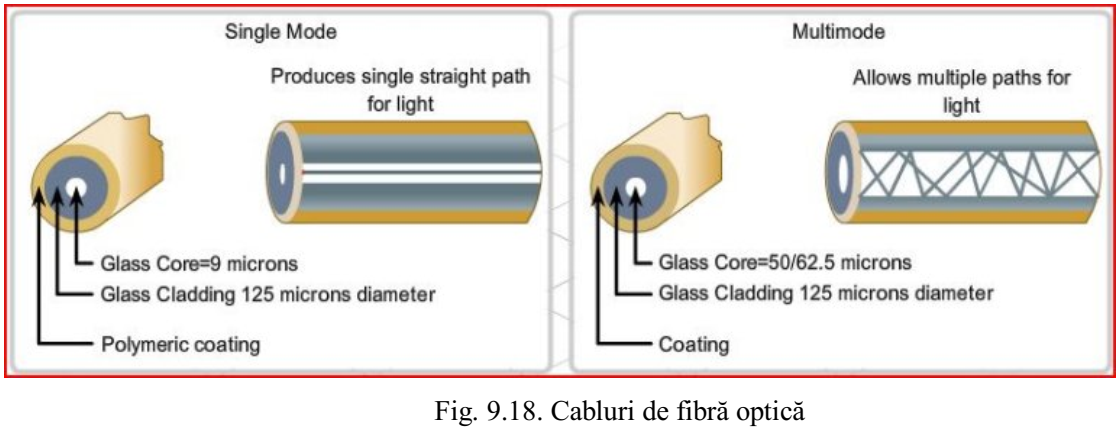 Single Mode
Produces single straight path
for light
Glass Core=9 microns
Glass Cladding 125 microns diameter
Polymeric coating
Multimode
Allows multiple paths for
light
Glass Core=50/62.5 microns
Glass Cladding 125 microns diameter
Coating
Fig. 9.18. Cabluri de fibră optică